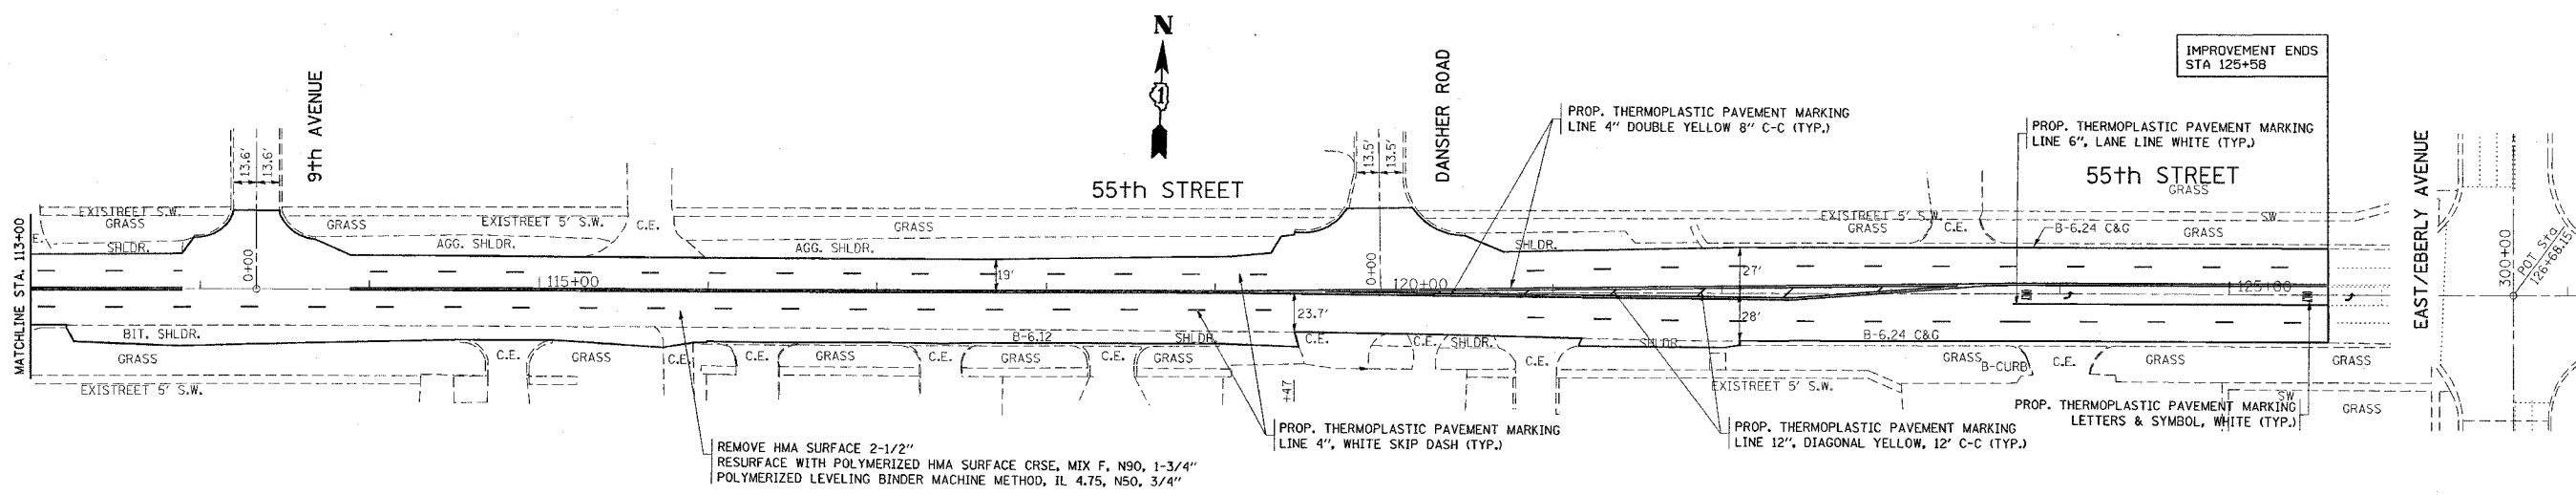 N
1
IMPROVEMENT ENDS
STA 125+58
9th AVENUE
DANSHER ROAD
EAST/EBERLY AVENUE
PROP. THERMOPLASTIC PAVEMENT MARKING
LINE 4" DOUBLE YELLOW 8" C-C (TYP.)
PROP. THERMOPLASTIC PAVEMENT MARKING
LINE 6", LANE LINE WHITE (TYP.)
13.6'
13.6'
13.5'
13.5'
55th STREET
55th STREET
GRASS
EXISTREET S.W.
GRASS
GRASS
EXISTREET 5' S.W.
C.E.
GRASS
EXISTREET 5' S.W.
GRASS
C.E.
SW
B-6.24 C&G
GRASS
SHLDR.
AGG. SHLDR.
AGG. SHLDR.
SHLDR.
MATCHLINE STA. 113+00
0+00
115+00
19'
0+00
120+00
27'
125+00
300+00
POT Sta
126+68.15
23.7'
28'
BIT. SHLDR.
B-6.12
SHLDR.
C.E.
C.E.
SHLDR.
SHLDR.
B-6.24 C&G
GRASS
C.E.
GRASS
C.E.
C.E.
GRASS
C.E.
GRASS
C.E.
GRASS
C.E.
GRASS
B-CURB
C.E.
GRASS
GRASS
EXISTREET 5' S.W.
+47
EXISTREET 5' S.W.
SW
GRASS
PROP. THERMOPLASTIC PAVEMENT MARKING
LETTERS & SYMBOL, WHITE (TYP.)
PROP. THERMOPLASTIC PAVEMENT MARKING
LINE 4", WHITE SKIP DASH (TYP.)
PROP. THERMOPLASTIC PAVEMENT MARKING
LINE 12", DIAGONAL YELLOW, 12' C-C (TYP.)
REMOVE HMA SURFACE 2-1/2"
RESURFACE WITH POLYMERIZED HMA SURFACE CRSE, MIX F, N90, 1-3/4"
POLYMERIZED LEVELING BINDER MACHINE METHOD, IL 4.75, N50, 3/4"